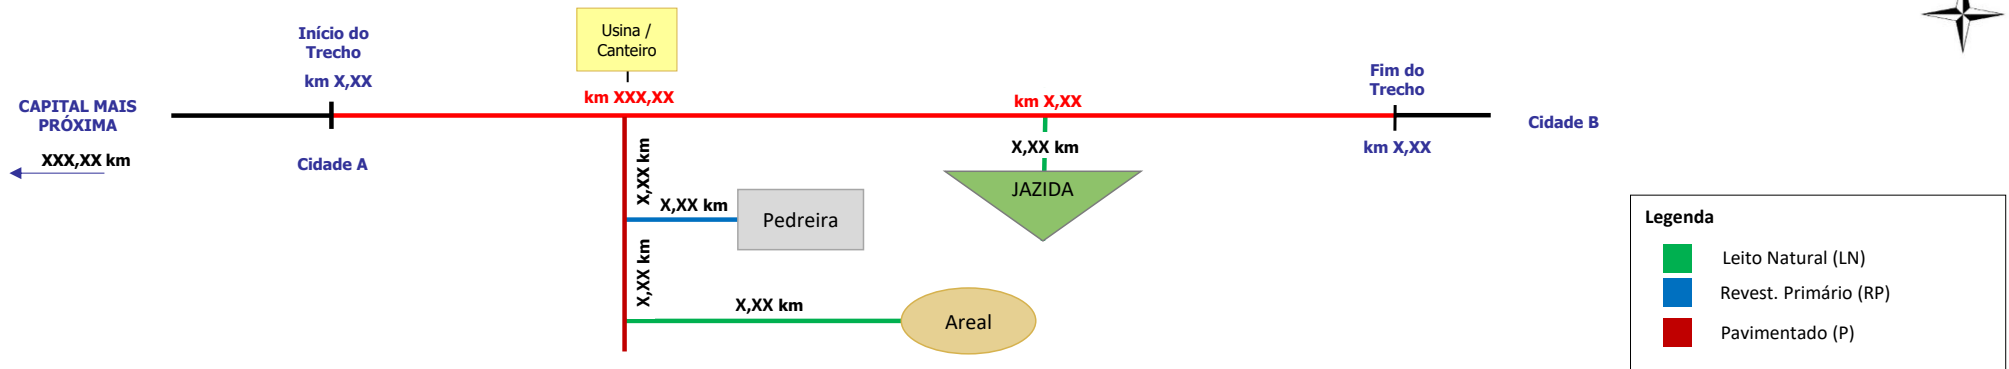 Usina /
Canteiro
Início do
Trecho
km X,XX
km XXX,XX
km X,XX
Fim do
Trecho
CAPITAL MAIS
PRÓXIMA
Cidade B
XXX,XX km
Cidade A
X,XX km
X,XX km
km X,XX
JAZIDA
X,XX km
Pedreira
X,XX km
X,XX km
Areal
Legenda
Leito Natural (LN)
Revest. Primário (RP)
Pavimentado (P)